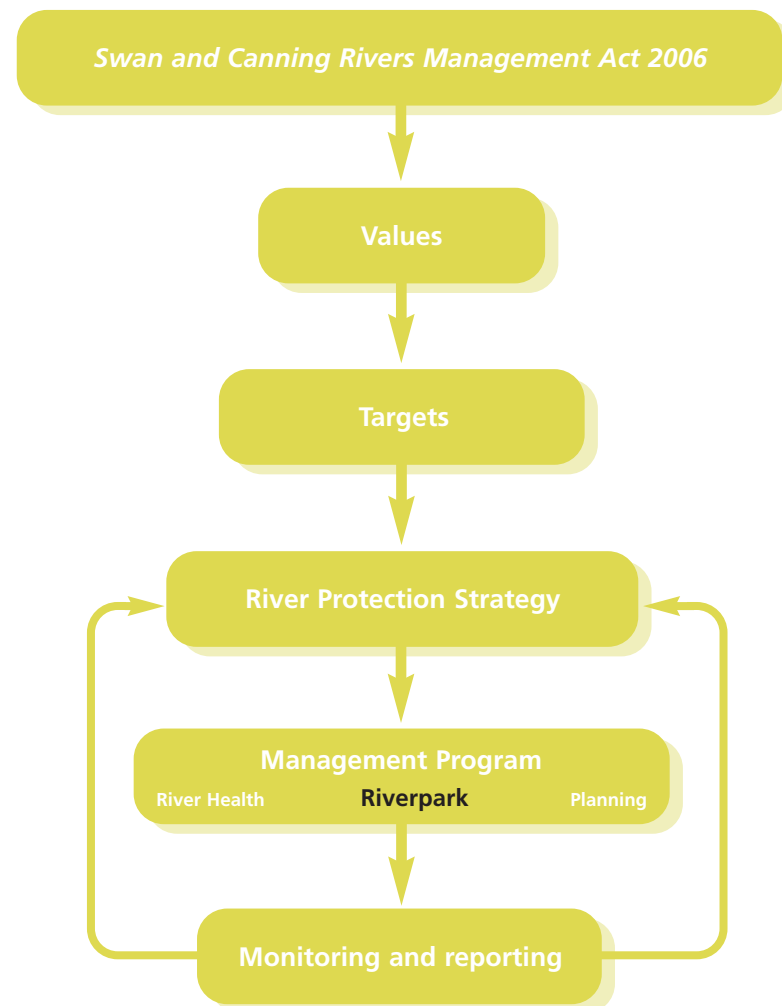 Swan and Canning Rivers Management Act 2006
Values
Targets
River Protection Strategy
Management Program
River Health Riverpark Planning
Monitoring and reporting